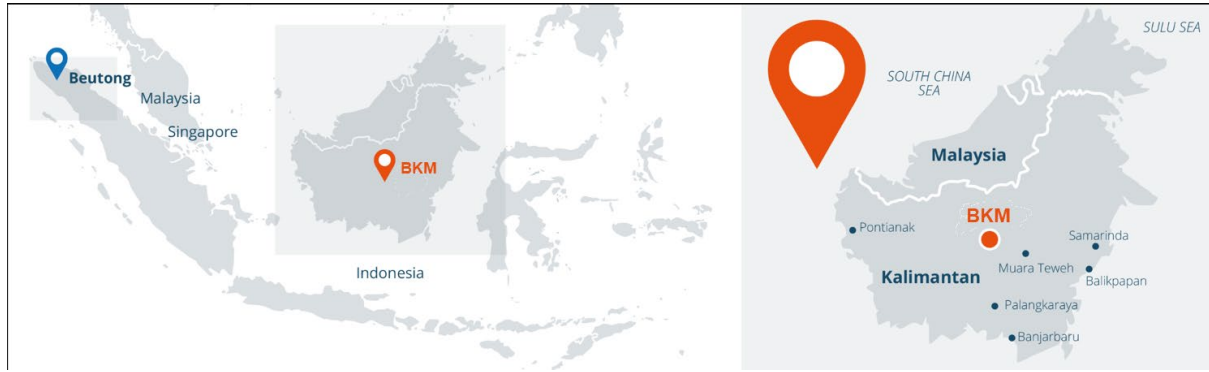 Beutong
Malaysia
Singapore
BKM
Indonesia
SULU SEA
SOUTH CHINA
SEA
Malaysia
BKM
Pontianak
Samarinda
Muara Teweh
Balikpapan
Kalimantan
Palangkaraya
Banjarbaru